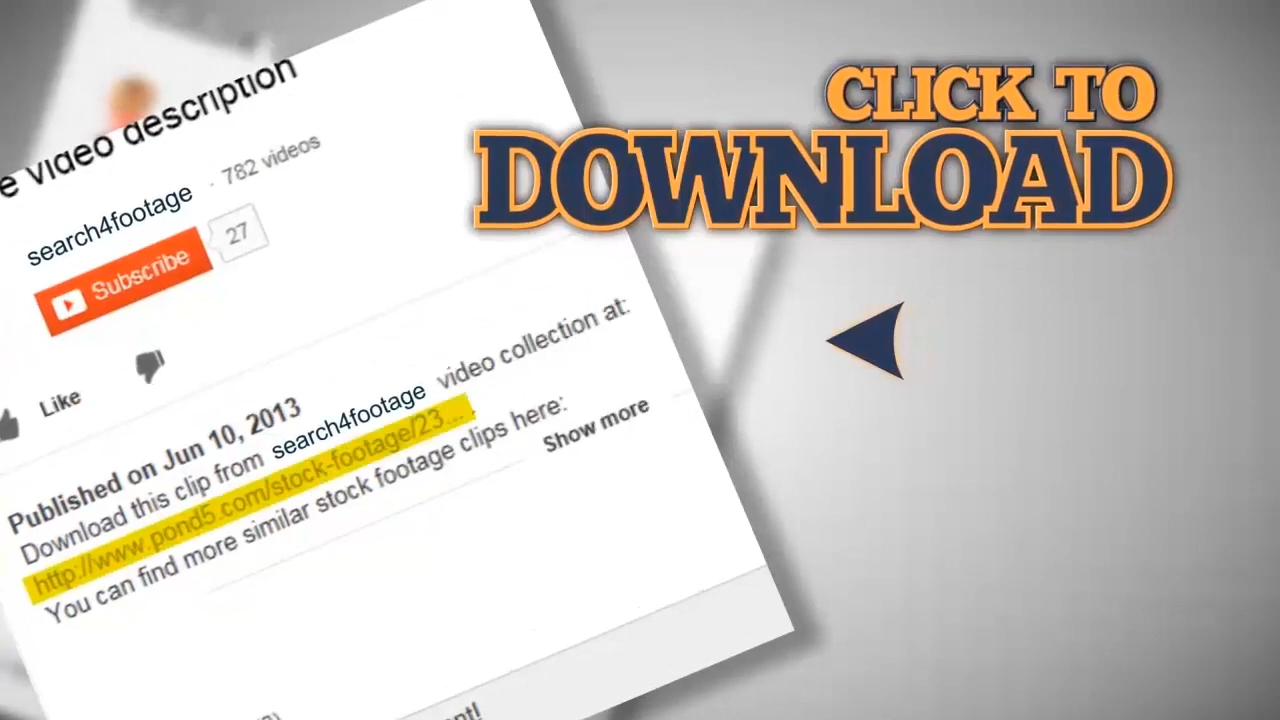 e video description
search4footage · 782 videos
Subscribe 27
Like
Published on Jun 10, 2013
Download this clip from search4footage video collection at:
http://www.pond5.com/stock-footage/23... .
You can find more similar stock footage clips here:
Show more
CLICK TO
DOWNLOAD